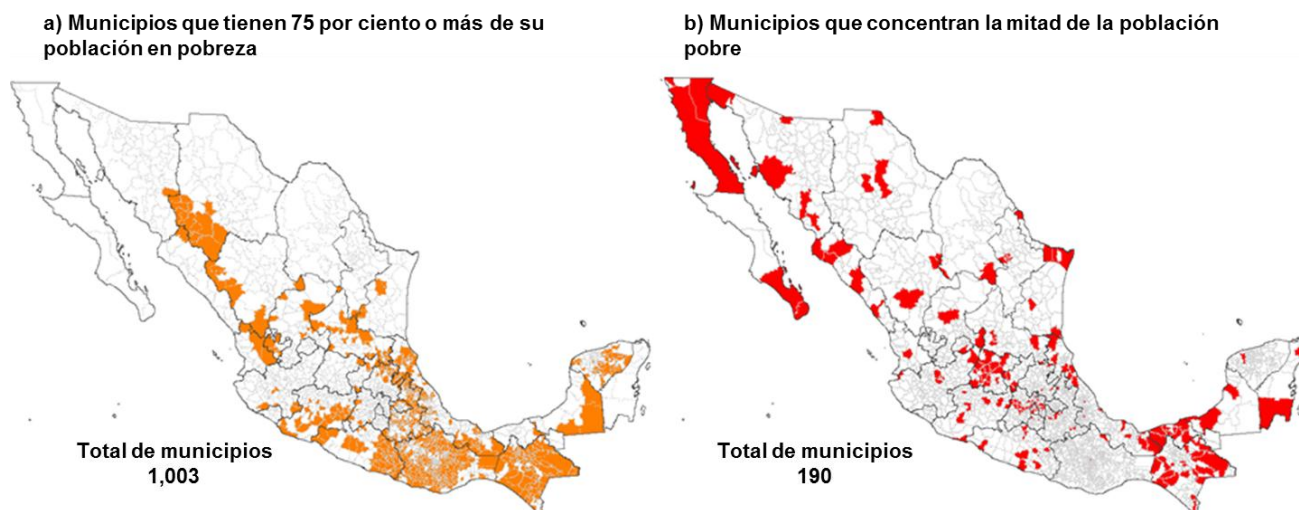 a) Municipios que tienen 75 por ciento o más de su
población en pobreza
b) Municipios que concentran la mitad de la población
pobre
Total de municipios
1,003
Total de municipios
190